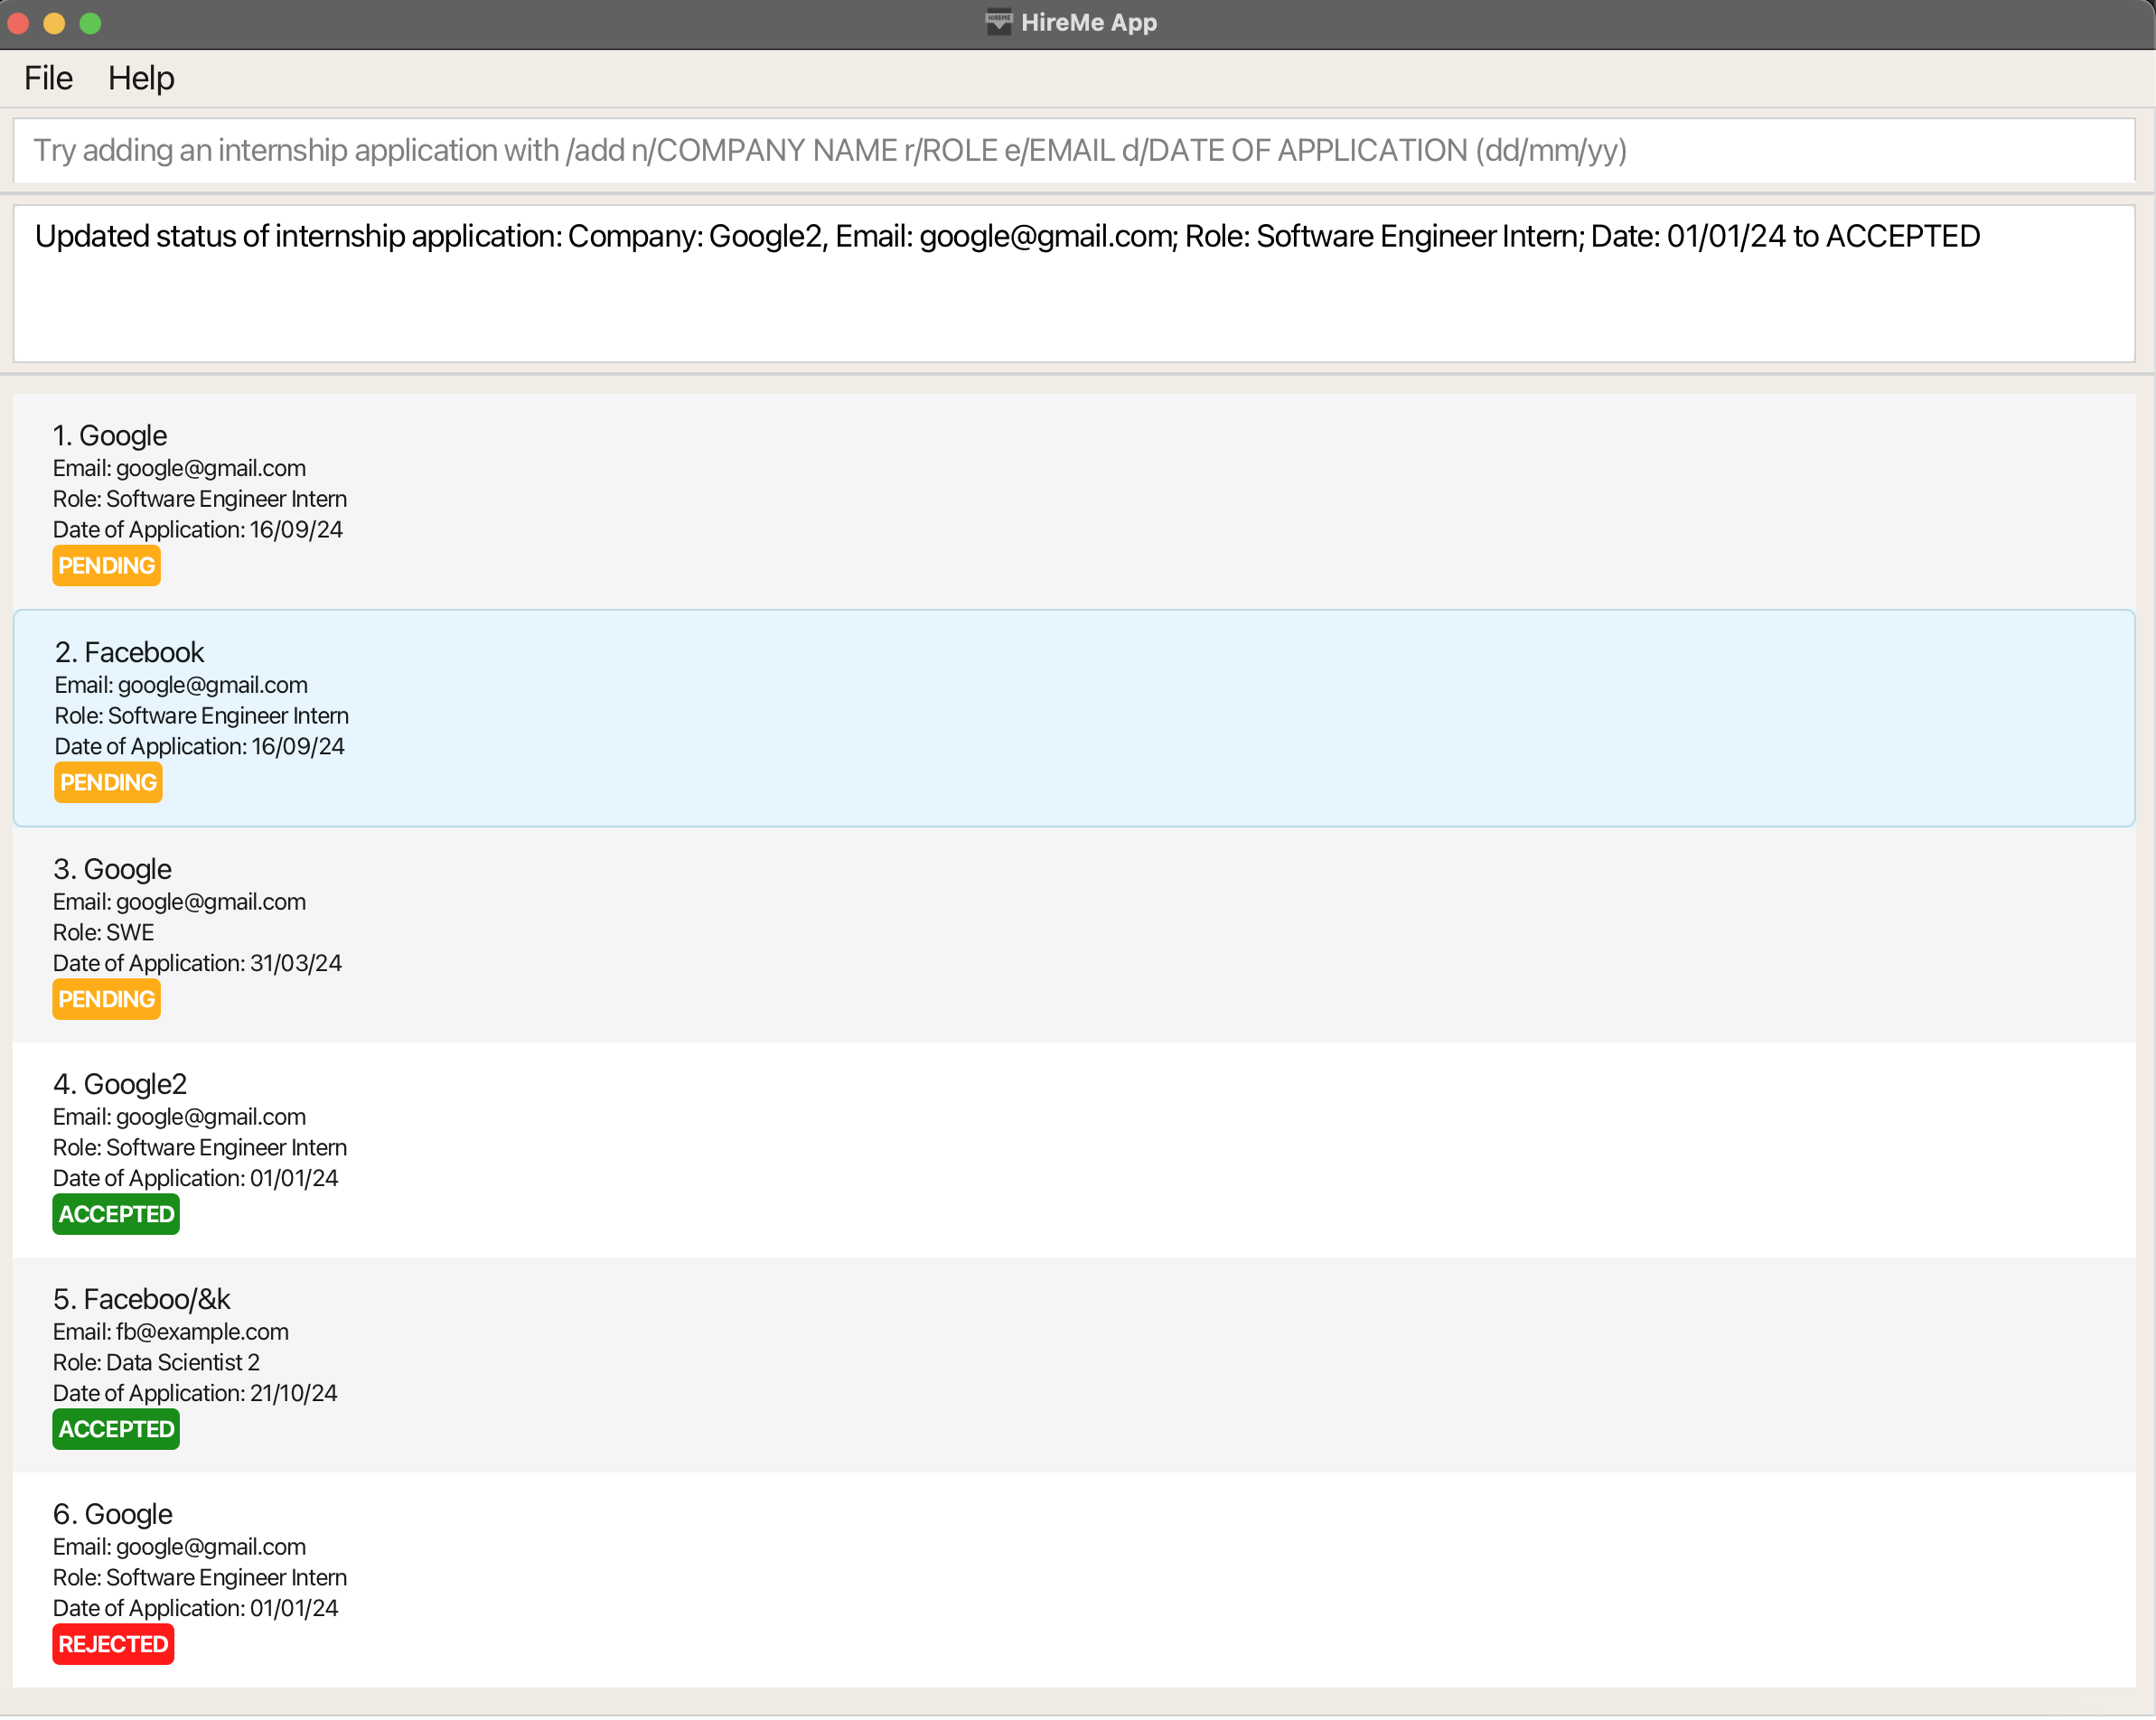 HIREME
HireMe App
File Help
Try adding an internship application with /add n/COMPANY NAME r/ROLE e/EMAIL d/DATE OF APPLICATION (dd/mm/yy)
Updated status of internship application: Company: Google2, Email: google@gmail.com; Role: Software Engineer Intern; Date: 01/01/24 to ACCEPTED
1. Google
Email: google@gmail.com
Role: Software Engineer Intern
Date of Application: 16/09/24
PENDING
2. Facebook
Email: google@gmail.com
Role: Software Engineer Intern
Date of Application: 16/09/24
PENDING
3. Google
Email: google@gmail.com
Role: SWE
Date of Application: 31/03/24
PENDING
4. Google2
Email: google@gmail.com
Role: Software Engineer Intern
Date of Application: 01/01/24
ACCEPTED
5. Faceboo/&k
Email: fb@example.com
Role: Data Scientist 2
Date of Application: 21/10/24
ACCEPTED
6. Google
Email: google@gmail.com
Role: Software Engineer Intern
Date of Application: 01/01/24
REJECTED